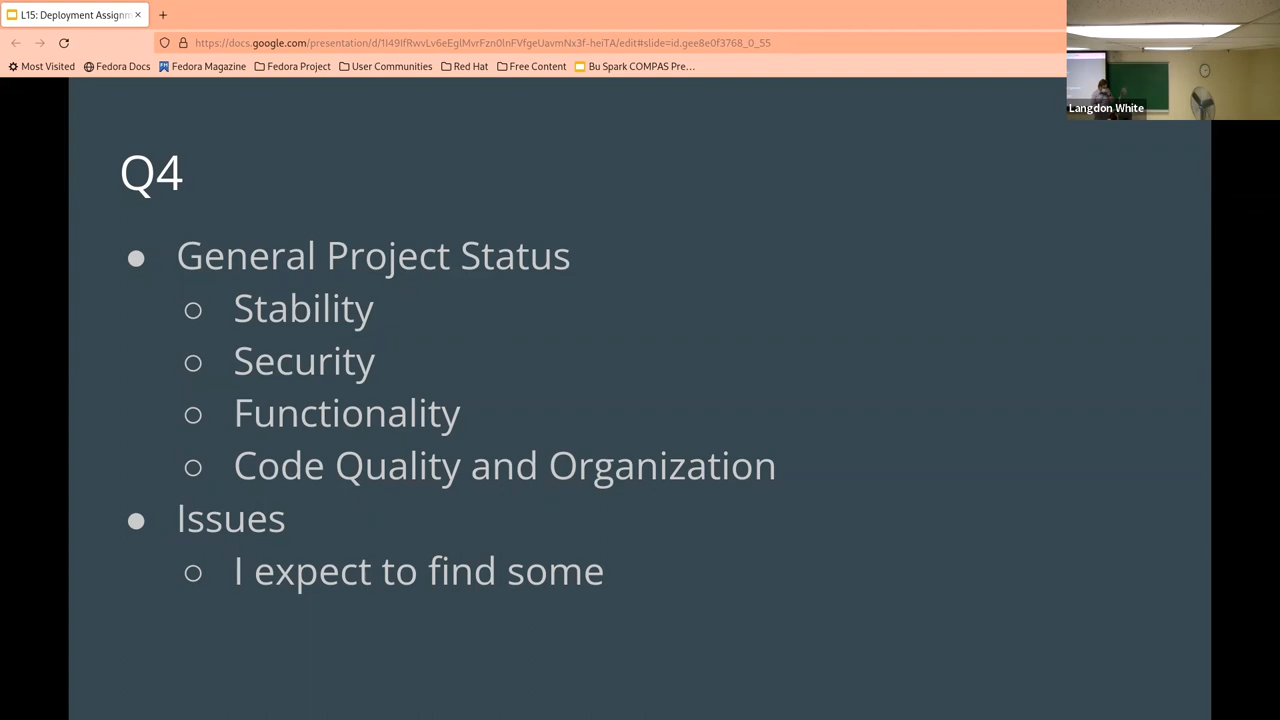 L15: Deployment Assignm
https://docs.google.com/presentation/d/1I49IfRwvLv6eEglMvrFzn0lnFVfgeUavmNx3f-heiTA/edit#slide=id.gee8e0f3768_0_55
Most Visited Fedora Docs Fedora Magazine Fedora Project User Communities Red Hat Free Content Bu Spark COMPAS Pre…
Langdon White
Q4
● General Project Status
○ Stability
○ Security
○ Functionality
○ Code Quality and Organization
● Issues
○ I expect to find some